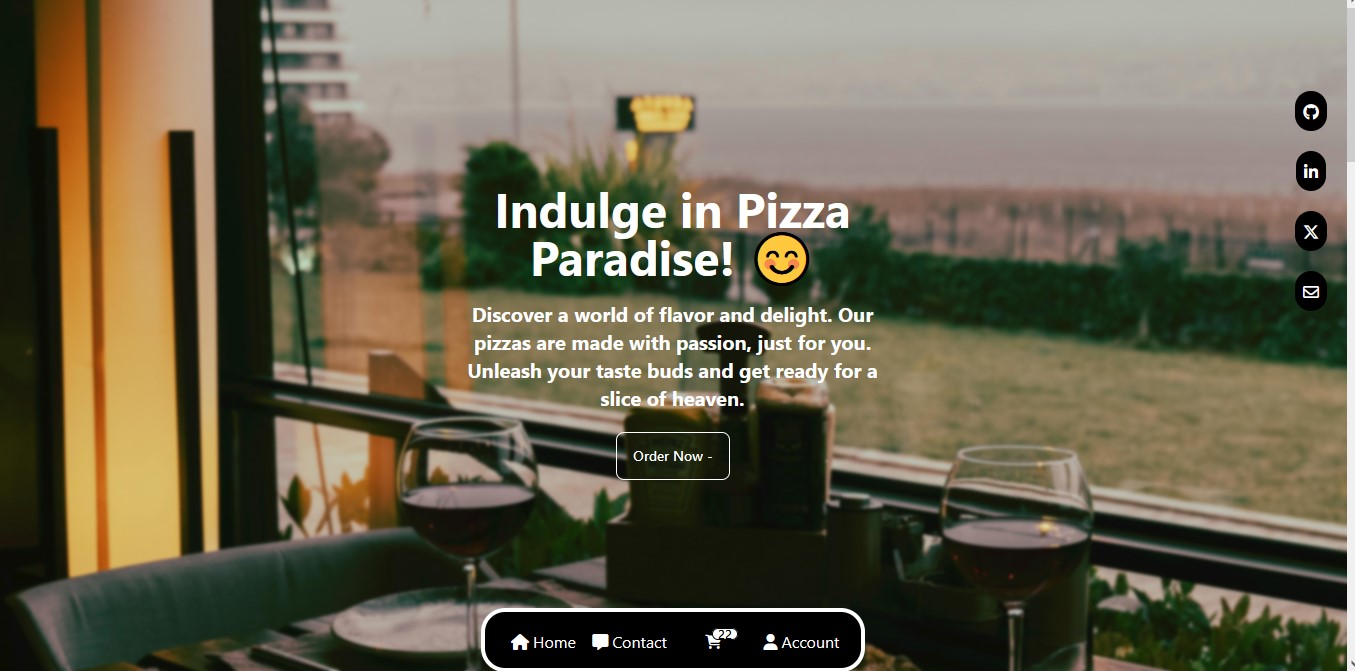 Indulge in Pizza
Paradise! 😊
Discover a world of flavor and delight. Our
pizzas are made with passion, just for you.
Unleash your taste buds and get ready for a
slice of heaven.
Order Now -
Home Contact 22 Account